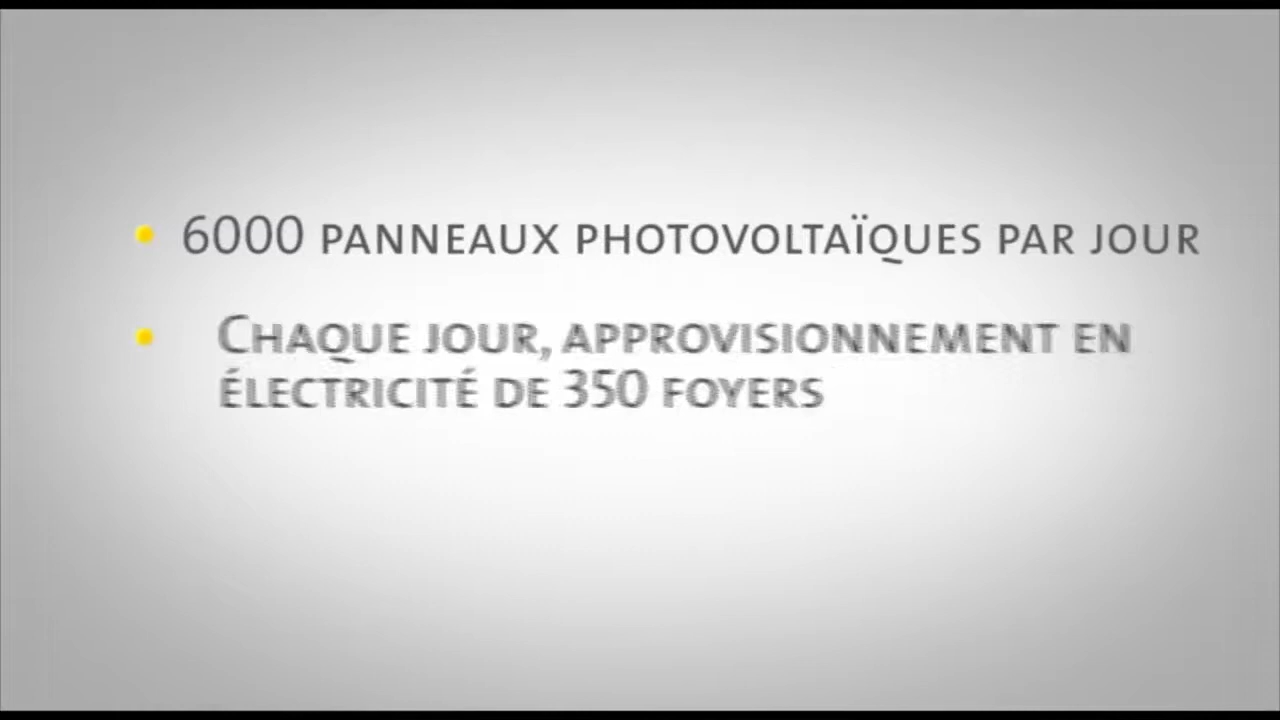 6000 PANNEAUX PHOTOVOLTAÏQUES PAR JOUR
CHAQUE JOUR, APPROVISIONNEMENT EN
ÉLECTRICITÉ DE 350 FOYERS